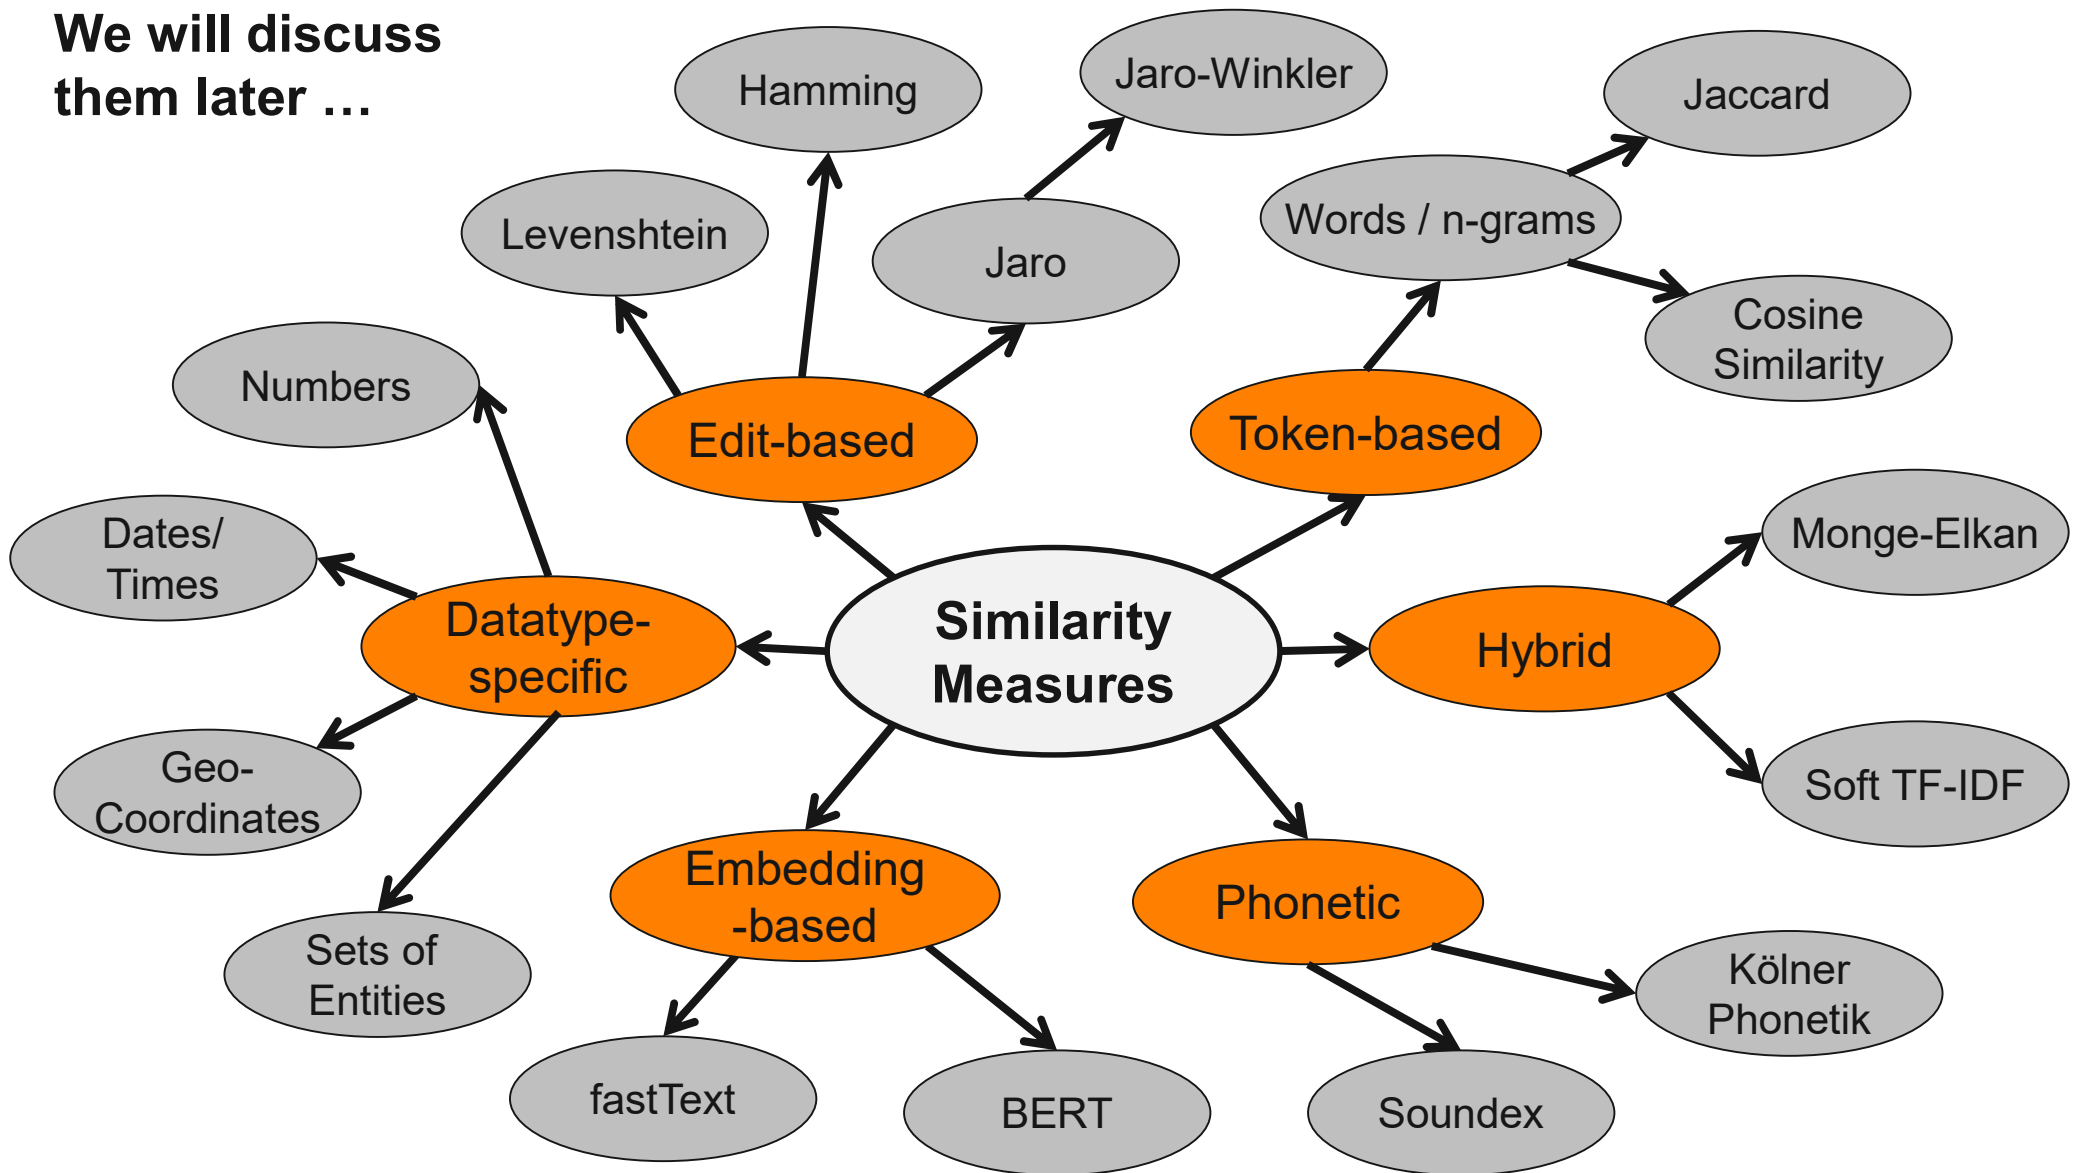 We will discuss
them later …
Hamming
Jaro-Winkler
Jaccard
Levenshtein
Jaro
Words / n-grams
Cosine
Similarity
Numbers
Edit-based
Token-based
Dates/
Times
Monge-Elkan
Datatype-
specific
Similarity
Measures
Hybrid
Geo-
Coordinates
Soft TF-IDF
Embedding
-based
Phonetic
Sets of
Entities
Kölner
Phonetik
fastText
BERT
Soundex